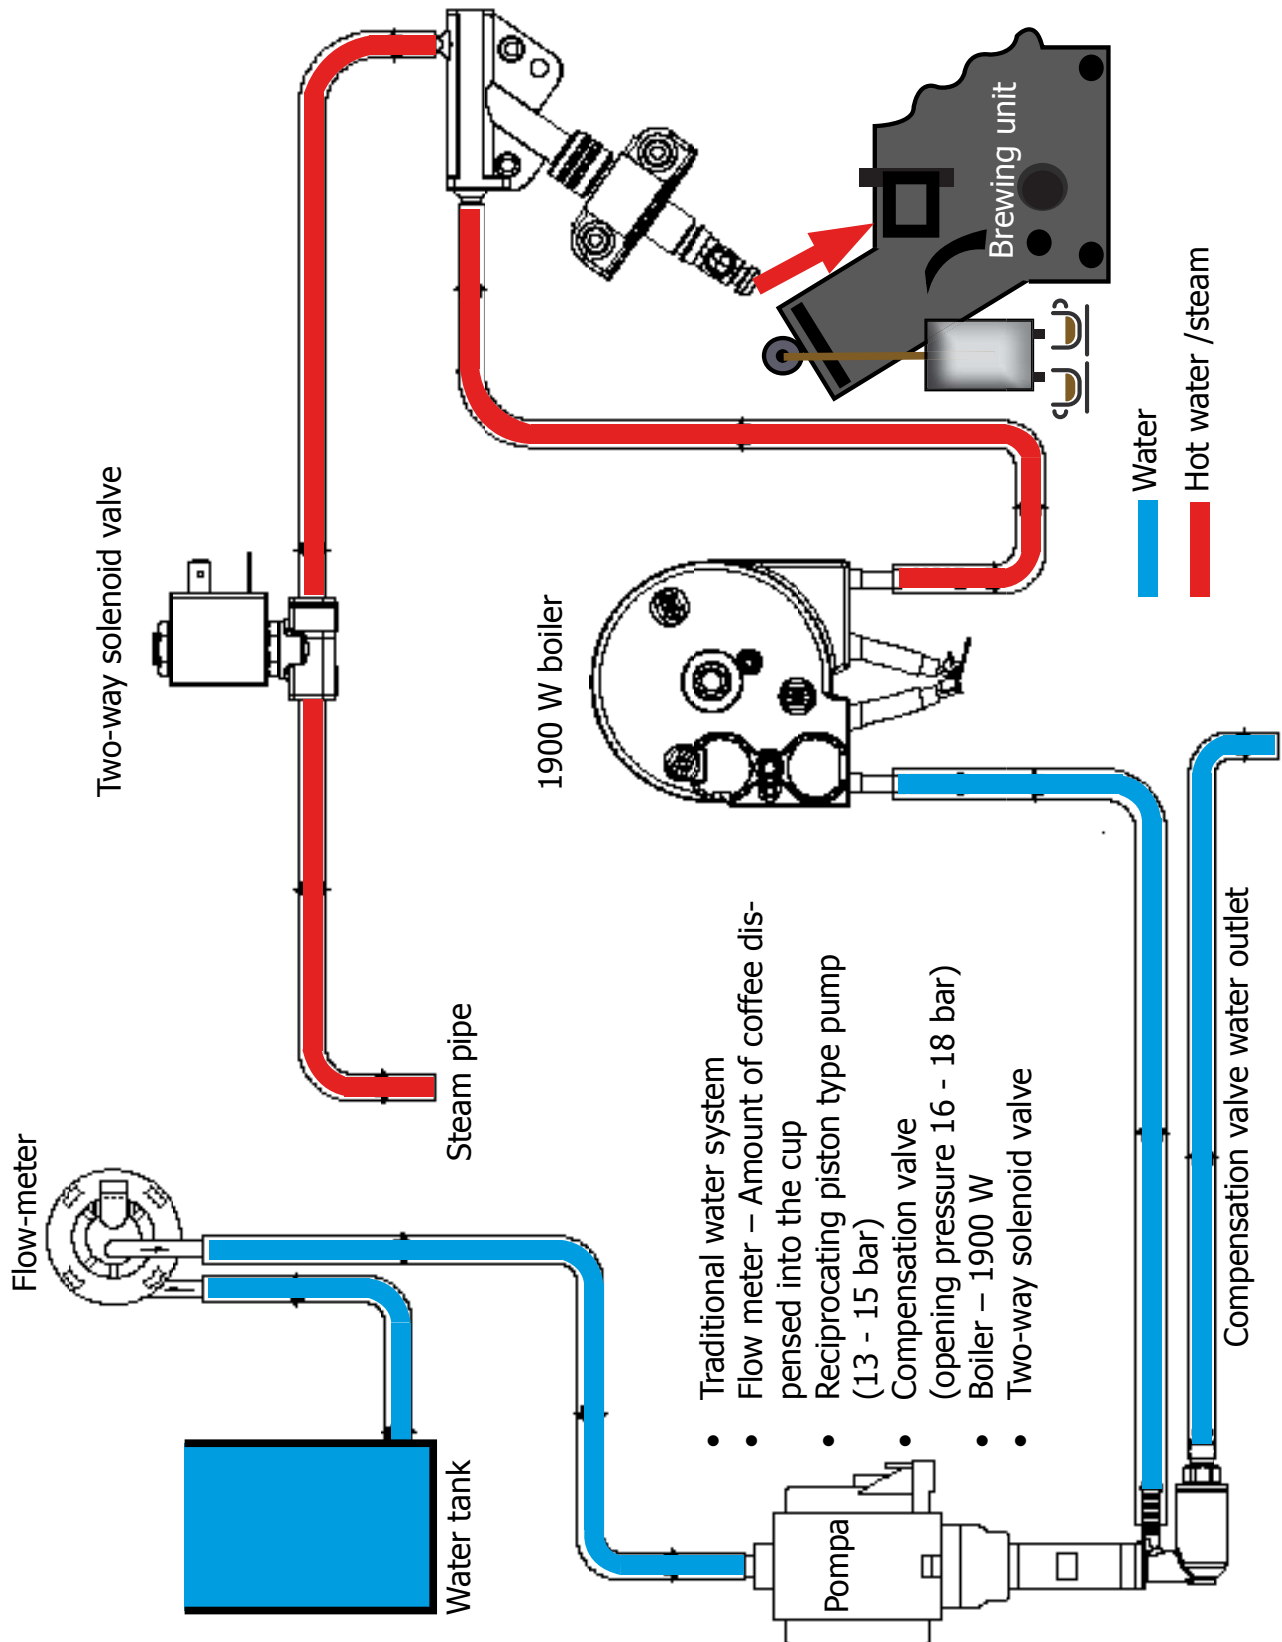 Flow-meter
Water tank
Two-way solenoid valve
Steam pipe
1900 W boiler
• Traditional water system
• Flow meter – Amount of coffee dis-
pensed into the cup
• Reciprocating piston type pump
(13 - 15 bar)
• Compensation valve
(opening pressure 16 - 18 bar)
• Boiler – 1900 W
• Two-way solenoid valve
Pompa
Brewing unit
Water
Hot water /steam
Compensation valve water outlet